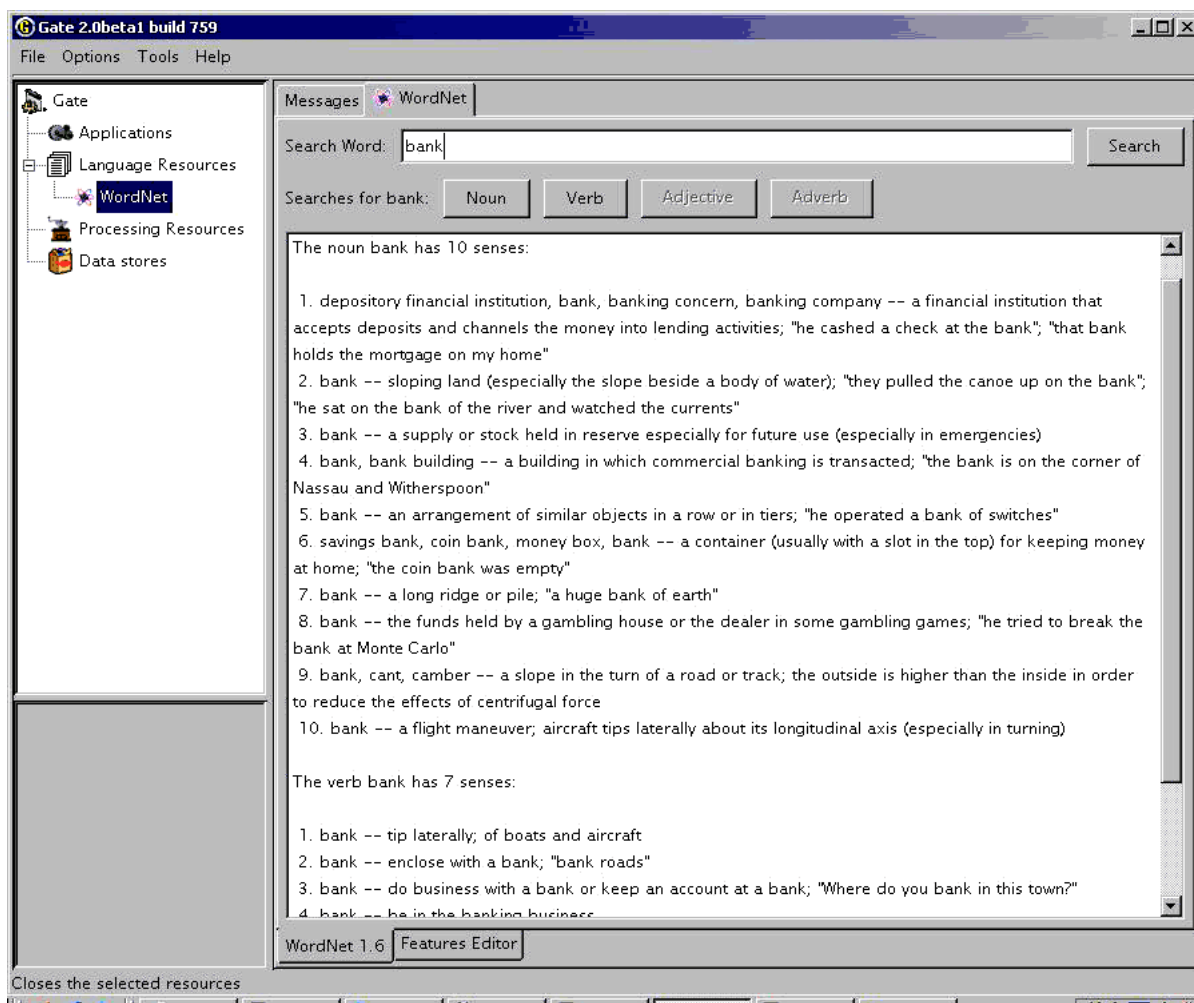 Gate 2.0beta1 build 759
File Options Tools Help
Gate
Applications
Language Resources
WordNet
Processing Resources
Data stores
Messages WordNet
Search Word: bank Search
Searches for bank: Noun Verb Adjective Adverb
The noun bank has 10 senses:
1. depository financial institution, bank, banking concern, banking company -- a financial institution that
accepts deposits and channels the money into lending activities; "he cashed a check at the bank"; "that bank
holds the mortgage on my home"
2. bank -- sloping land (especially the slope beside a body of water); "they pulled the canoe up on the bank";
"he sat on the bank of the river and watched the currents"
3. bank -- a supply or stock held in reserve especially for future use (especially in emergencies)
4. bank, bank building -- a building in which commercial banking is transacted; "the bank is on the corner of
Nassau and Witherspoon"
5. bank -- an arrangement of similar objects in a row or in tiers; "he operated a bank of switches"
6. savings bank, coin bank, money box, bank -- a container (usually with a slot in the top) for keeping money
at home; "the coin bank was empty"
7. bank -- a long ridge or pile; "a huge bank of earth"
8. bank -- the funds held by a gambling house or the dealer in some gambling games; "he tried to break the
bank at Monte Carlo"
9. bank, cant, camber -- a slope in the turn of a road or track; the outside is higher than the inside in order
to reduce the effects of centrifugal force
10. bank -- a flight maneuver; aircraft tips laterally about its longitudinal axis (especially in turning)
The verb bank has 7 senses:
1. bank -- tip laterally; of boats and aircraft
2. bank -- enclose with a bank; "bank roads"
3. bank -- do business with a bank or keep an account at a bank; "Where do you bank in this town?"
4. bank -- be in the banking business
WordNet 1.6 Features Editor
Closes the selected resources